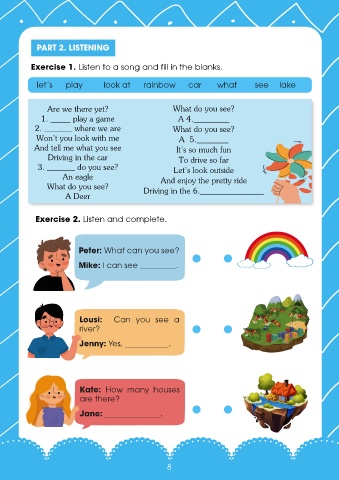 PART 2. LISTENING
Exercise 1. Listen to a song and fill in the blanks.
let's play look at rainbow car what see lake
Are we there yet?
1. _____ play a game
2. _______ where we are
Won't you look with me
And tell me what you see
Driving in the car
3. _______ do you see?
An eagle
What do you see?
A Deer
What do you see?
A 4._________
What do you see?
A 5.________
It's so much fun
To drive so far
Let's look outside
And enjoy the pretty ride
Driving in the 6.________________
Exercise 2. Listen and complete.
Peter: What can you see?
Mike: I can see _________.
Lousi: Can you see a
river?
Jenny: Yes, ___________.
Kate: How many houses
are there?
Jane: ______________.
8